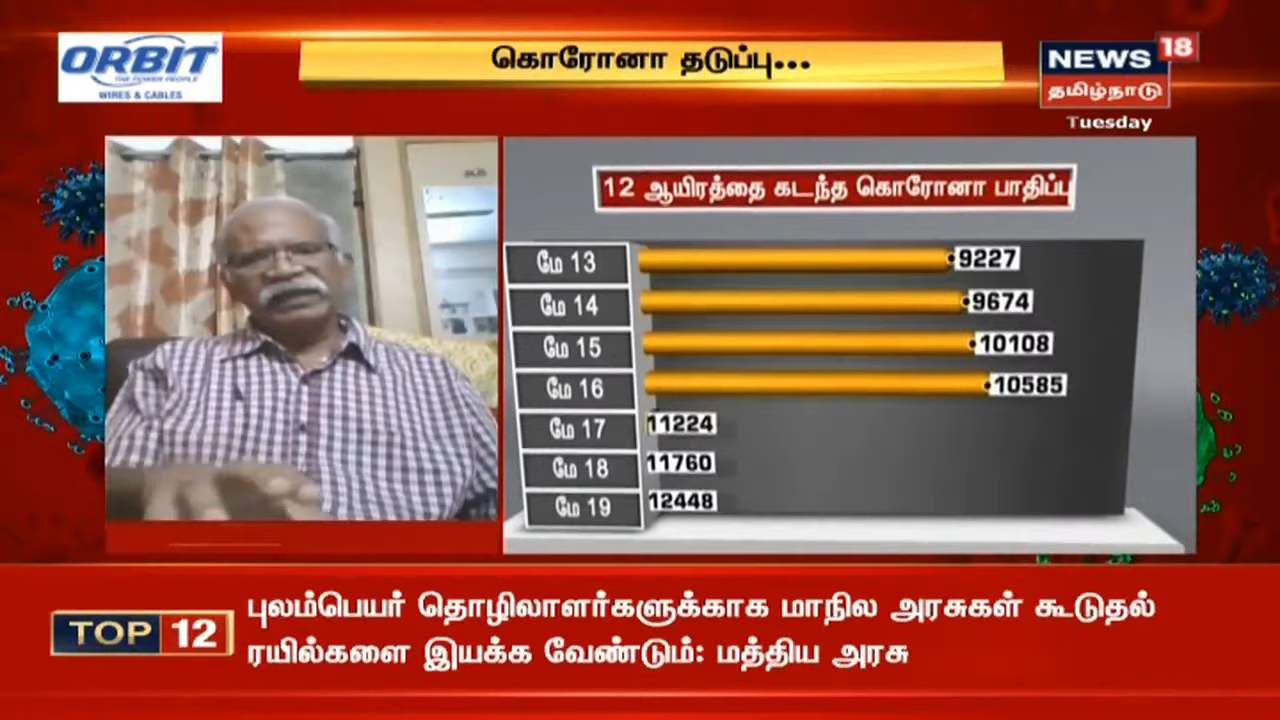 ORBIT
THE POWER PEOPLE
WIRES & CABLES
கொரோனா தடுப்பு...
NEWS 18
தமிழ்நாடு
Tuesday
12 ஆயிரத்தை கடந்த கொரோனா பாதிப்பு
மே 13 9227
மே 14 9674
மே 15 10108
மே 16 10585
மே 17 11224
மே 18 11760
மே 19 12448
TOP 12
புலம்பெயர் தொழிலாளர்களுக்காக மாநில அரசுகள் கூடுதல்
ரயில்களை இயக்க வேண்டும்: மத்திய அரசு